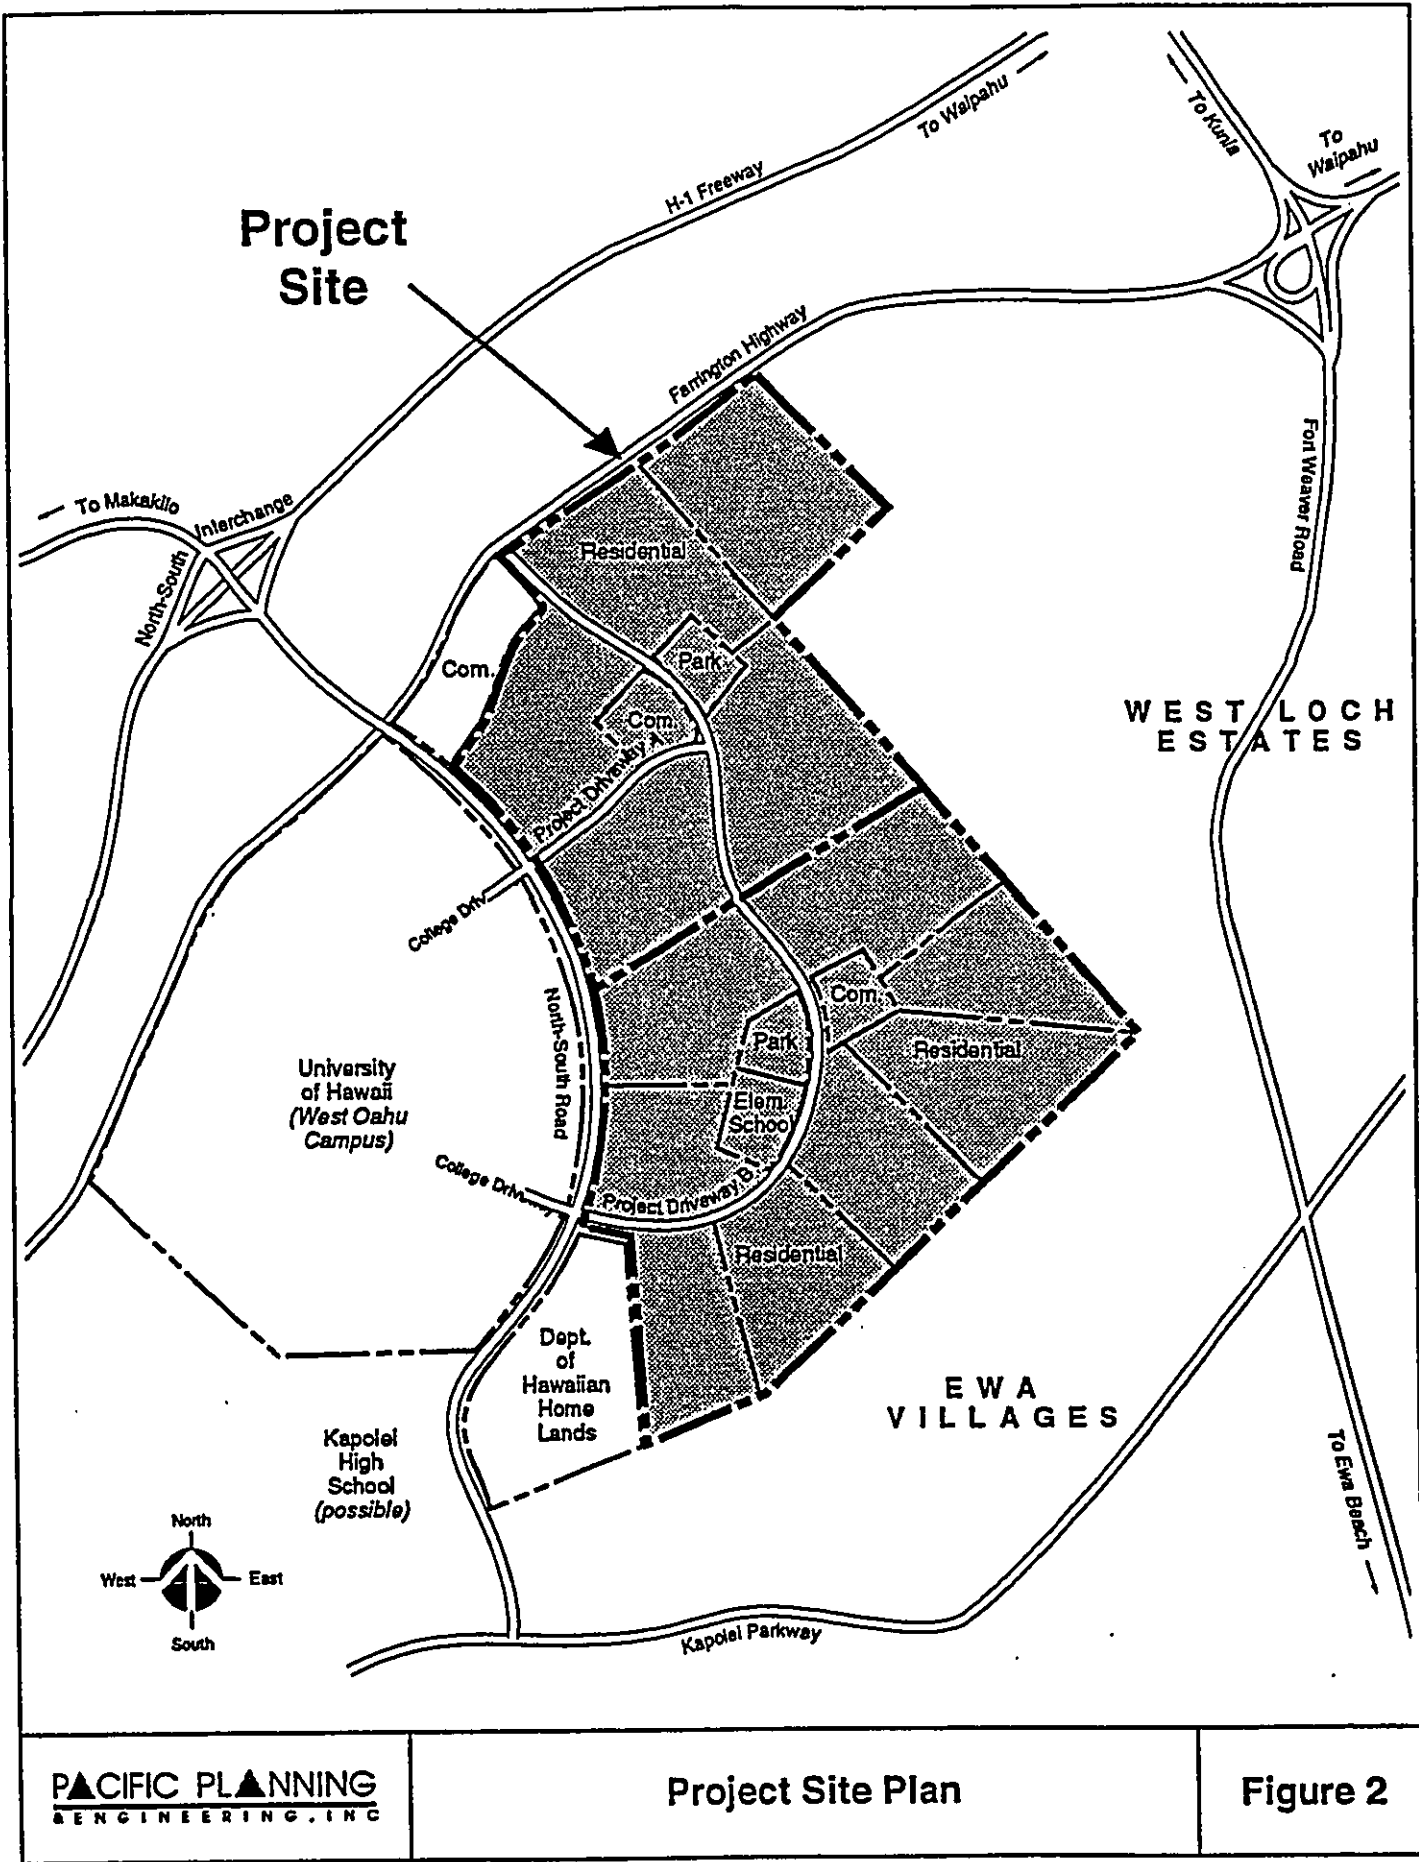 To Waipahu
To Kunia
To
Waipahu
H-1 Freeway
Project
Site
Farrington Highway
To Makakilo
Interchange
North-South
Fort Weaver Road
Residential
Com.
Park
Com.
WEST LOCH
ESTATES
Project Driveway A
College Driv
North-South Road
Com.
Park
Residential
University
of Hawaii
(West Oahu
Campus)
Elem.
School
College Driveway
Project Driveway B
Residential
Dept.
of
Hawaiian
Home
Lands
EWA
VILLAGES
Kapolei
High
School
(possible)
To Ewa Beach
North
West
East
South
Kapolei Parkway
PACIFIC PLANNING
& ENGINEERING, INC
Project Site Plan
Figure 2